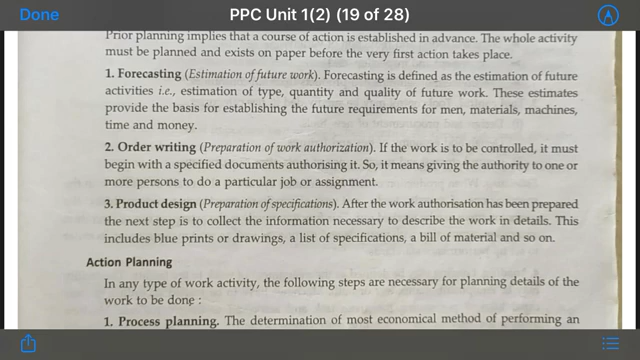 Done
PPC Unit 1(2) (19 of 28)
Prior planning implies that a course of action is established in advance. The whole activity
must be planned and exists on paper before the very first action takes place.
1. Forecasting (Estimation of future work). Forecasting is defined as the estimation of future
activities i.e., estimation of type, quantity and quality of future work. These estimates
provide the basis for establishing the future requirements for men, materials, machines,
time and money.
2. Order writing (Preparation of work authorization). If the work is to be controlled, it must
begin with a specified documents authorising it. So, it means giving the authority to one or
more persons to do a particular job or assignment.
3. Product design (Preparation of specifications). After the work authorisation has been prepared
the next step is to collect the information necessary to describe the work in details. This
includes blue prints or drawings, a list of specifications, a bill of material and so on.
Action Planning
In any type of work activity, the following steps are necessary for planning details of the
work to be done :
1. Process planning. The determination of most economical method of performing an